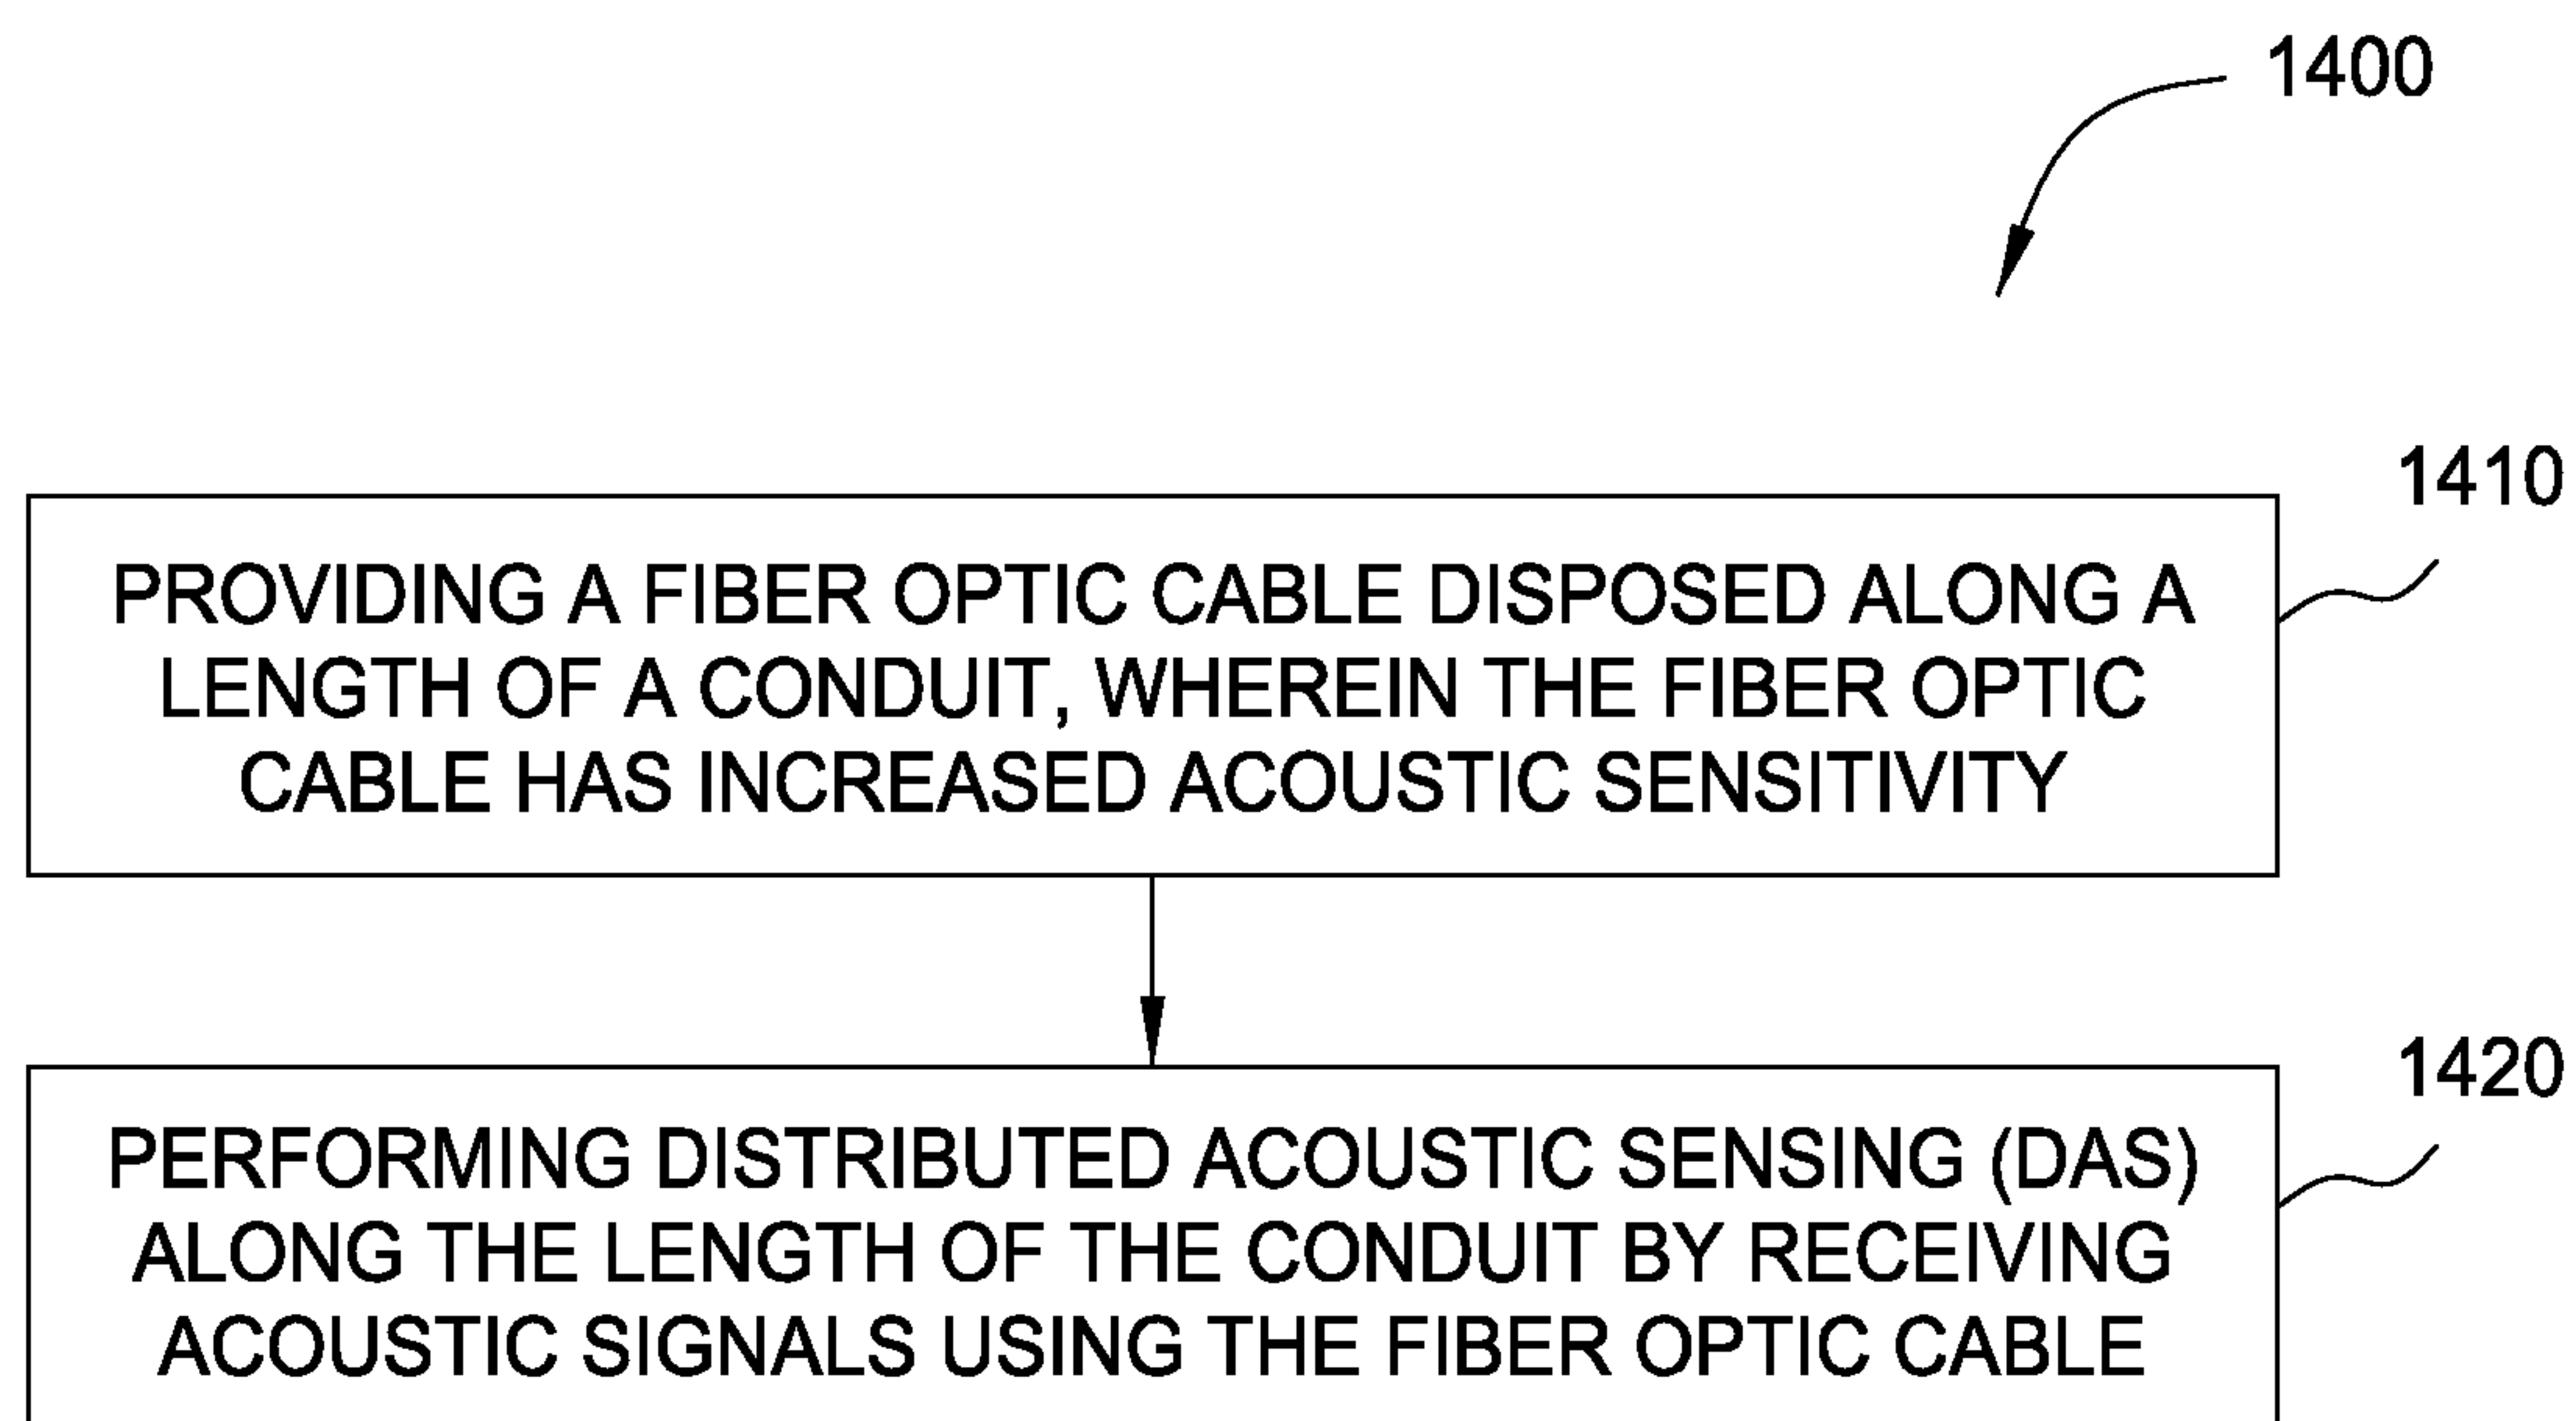 1400
1410
PROVIDING A FIBER OPTIC CABLE DISPOSED ALONG A
LENGTH OF A CONDUIT, WHEREIN THE FIBER OPTIC
CABLE HAS INCREASED ACOUSTIC SENSITIVITY
1420
PERFORMING DISTRIBUTED ACOUSTIC SENSING (DAS)
ALONG THE LENGTH OF THE CONDUIT BY RECEIVING
ACOUSTIC SIGNALS USING THE FIBER OPTIC CABLE